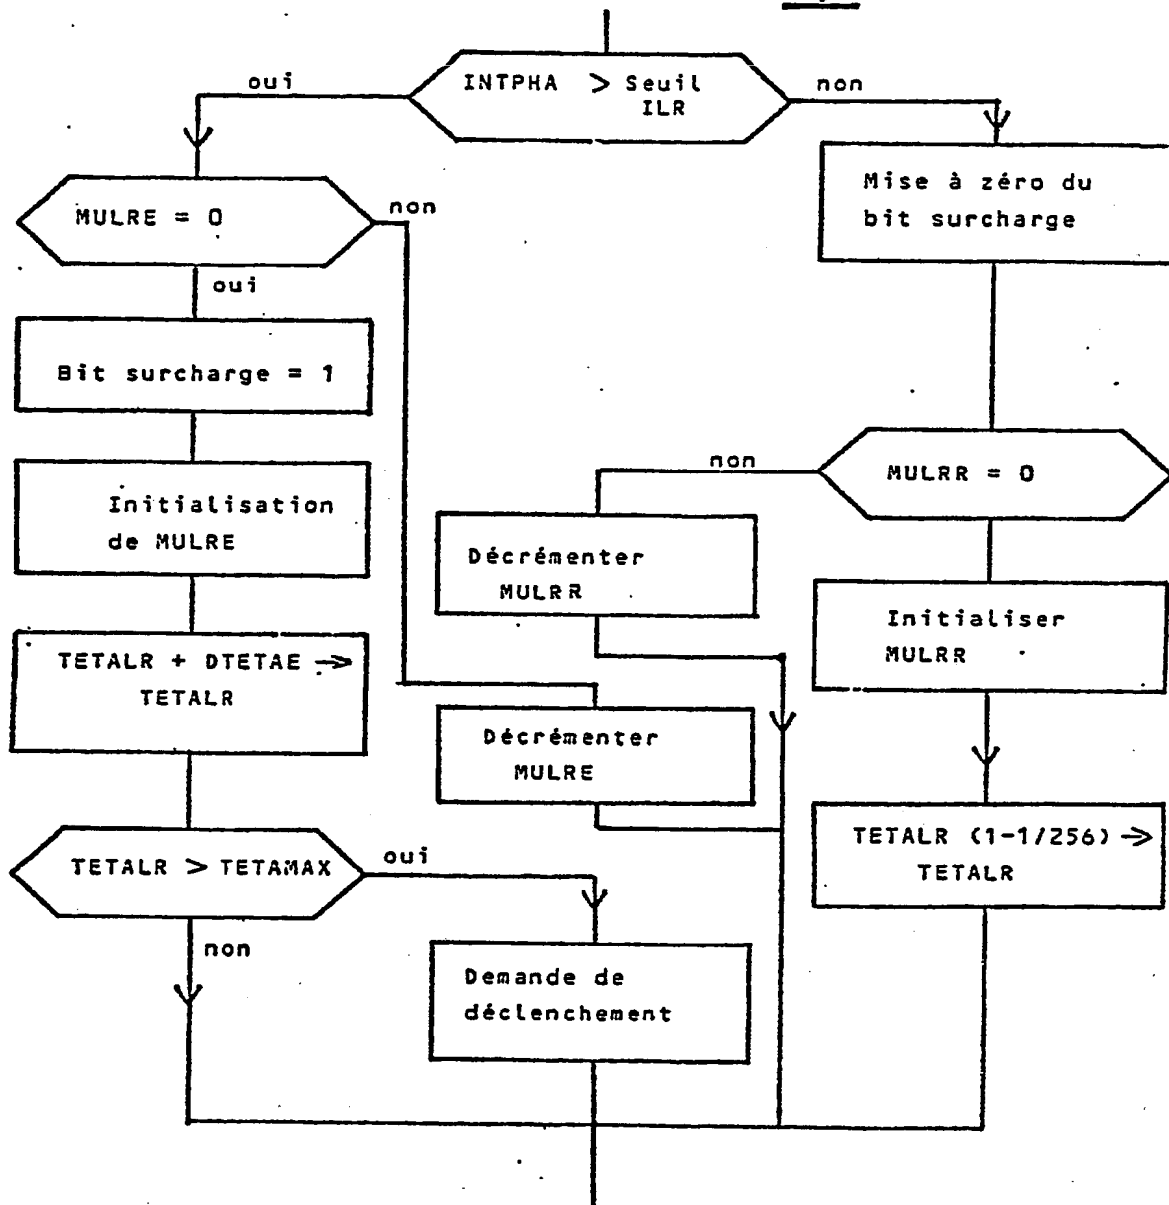 INTPHA > Seuil
ILR
oui
non
Mise à zéro du
bit surcharge
MULRE = 0
non
oui
Bit surcharge = 1
non
MULRR = 0
Initialisation
de MULRE
Décrémenter
MULRR
Initialiser
MULRR
TETALR + DTETAE →
TETALR
Décrémenter
MULRE
TETALR (1-1/256) →
TETALR
TETALR > TETAMAX
oui
non
Demande de
déclenchement